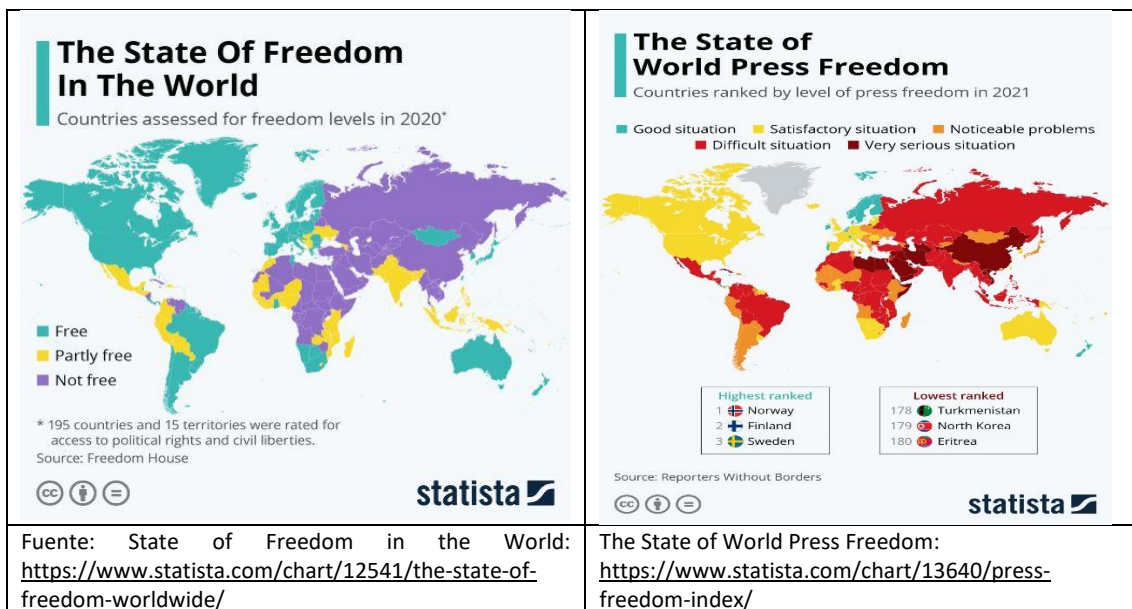 The State Of Freedom
In The World
Countries assessed for freedom levels in 2020*
Free
Partly free
Not free
* 195 countries and 15 territories were rated for
access to political rights and civil liberties.
Source: Freedom House
cc
statista
Fuente: State of Freedom in the World:
https://www.statista.com/chart/12541/the-state-of-
freedom-worldwide/
The State of
World Press Freedom
Countries ranked by level of press freedom in 2021
Good situation Satisfactory situation Noticeable problems
Difficult situation Very serious situation
Highest ranked
1 Norway
2 Finland
3 Sweden
Lowest ranked
178 Turkmenistan
179 North Korea
180 Eritrea
Source: Reporters Without Borders
cc
statista
The State of World Press Freedom:
https://www.statista.com/chart/13640/press-
freedom-index/